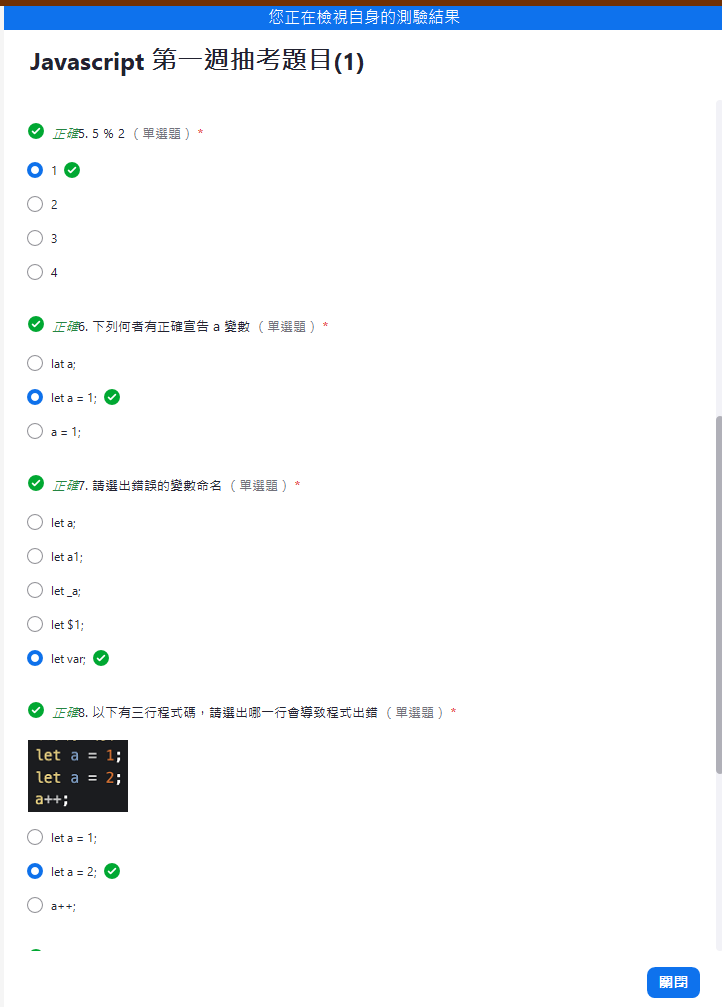 您正在檢視自身的測驗結果
Javascript 第一週抽考題目(1)
正確5. 5 % 2 （單選題）*
1
2
3
4
正確6. 下列何者有正確宣告 a 變數 （單選題）*
lat a;
let a = 1;
a = 1;
正確7. 請選出錯誤的變數命名 （單選題）*
let a;
let a1;
let _a;
let $1;
let var;
正確8. 以下有三行程式碼，請選出哪一行會導致程式出錯 （單選題）*
let a = 1;
let a = 2;
a++;
let a = 1;
let a = 2;
a++;
關閉